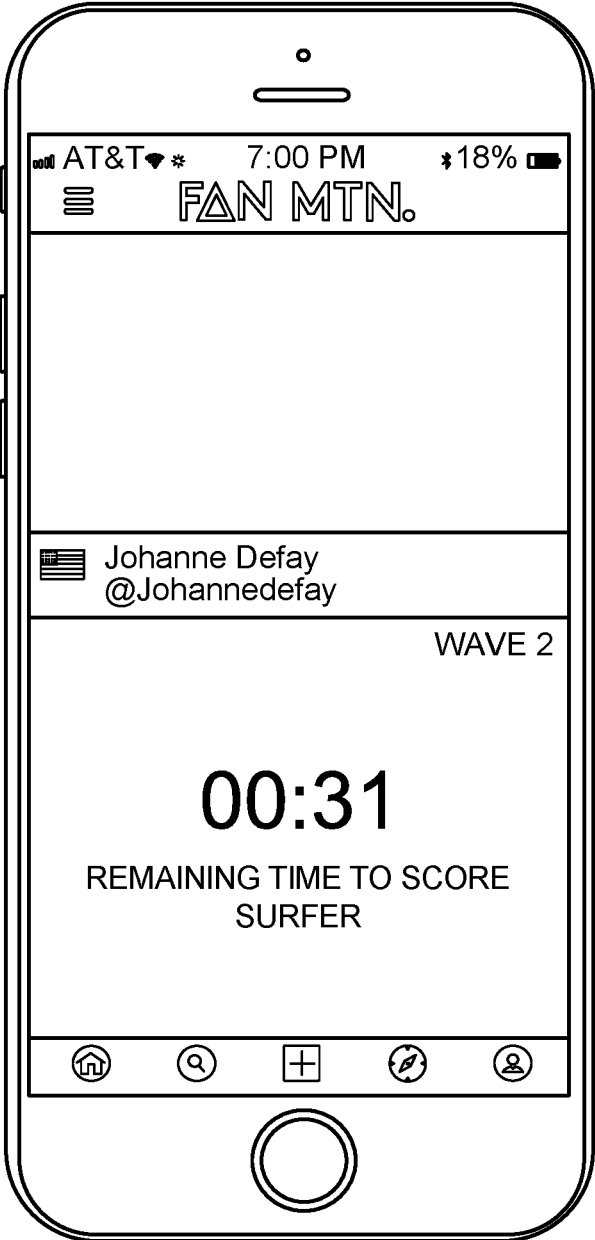 AT&T 7:00 PM 18%
FAN MTN.
Johanne Defay
@Johannedefay
WAVE 2
00:31
REMAINING TIME TO SCORE
SURFER